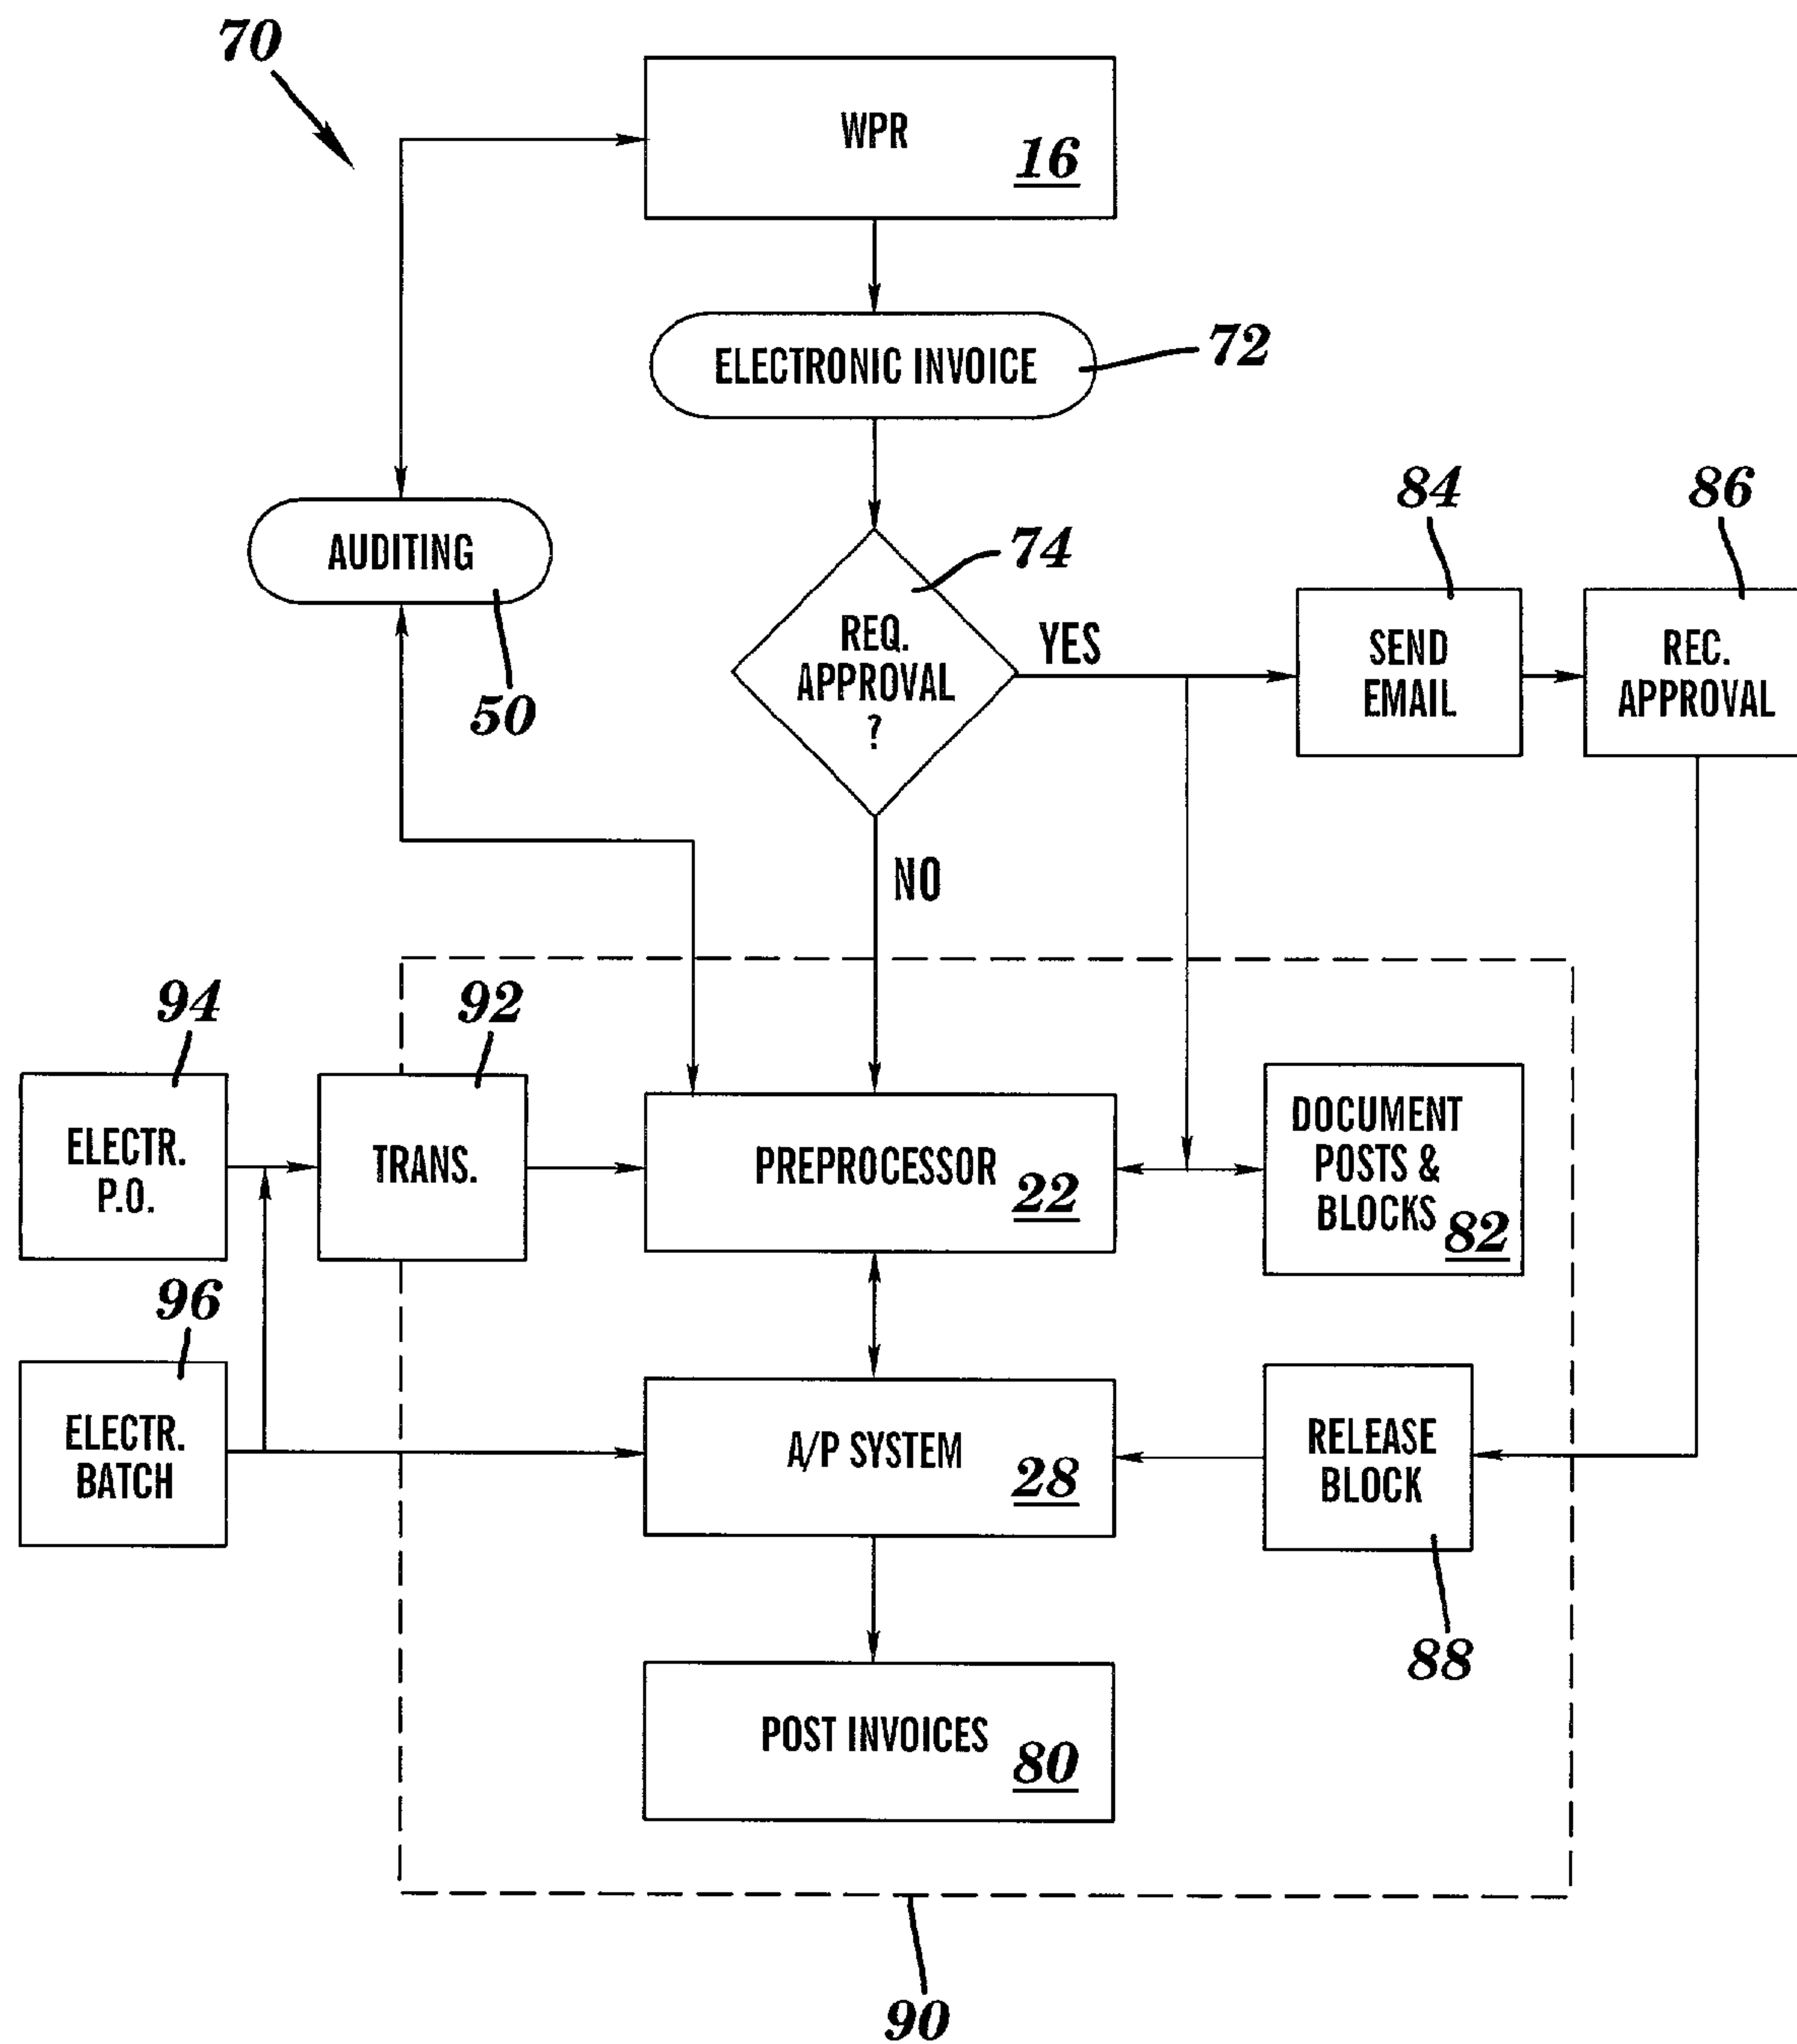 70
WPR
16
ELECTRONIC INVOICE
72
84
86
74
AUDITING
REQ.
APPROVAL
?
YES
SEND
EMAIL
REC.
APPROVAL
50
NO
94
92
ELECTR.
P.O.
TRANS.
PREPROCESSOR
22
DOCUMENT
POSTS &
BLOCKS
82
96
ELECTR.
BATCH
A/P SYSTEM
28
RELEASE
BLOCK
88
POST INVOICES
80
90